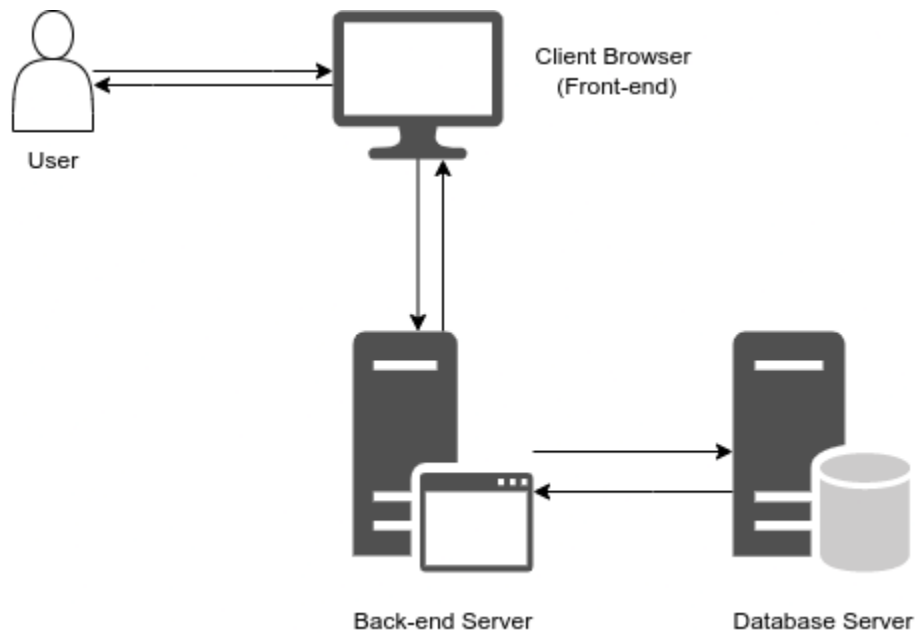 Client Browser
(Front-end)
User
Back-end Server
Database Server